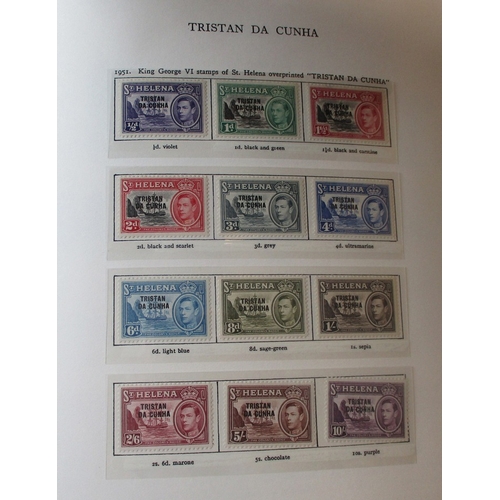 TRISTAN DA CUNHA
1951. King George VI stamps of St. Helena overprinted "TRISTAN DA CUNHA"
ST HELENA ST HELENA ST HELENA
TRISTAN TRISTAN TRISTAN
DA CUNHA DA CUNHA DA CUNHA
½d 1d 1½d
½d. violet 1d. black and green 1½d. black and carmine
ST HELENA ST HELENA ST HELENA
TRISTAN TRISTAN TRISTAN
DA CUNHA DA CUNHA DA CUNHA
2d. 3d. 4d.
2d. black and scarlet 3d. grey 4d. ultramarine
ST HELENA ST HELENA ST HELENA
TRISTAN TRISTAN TRISTAN
DA CUNHA DA CUNHA DA CUNHA
6d. 8d. 1/-
6d. light blue 8d. sage-green 1s. sepia
ST HELENA ST HELENA ST HELENA
TRISTAN TRISTAN TRISTAN
DA CUNHA DA CUNHA DA CUNHA
2/6 5/- 10/-
2s. 6d. marone 5s. chocolate 10s. purple